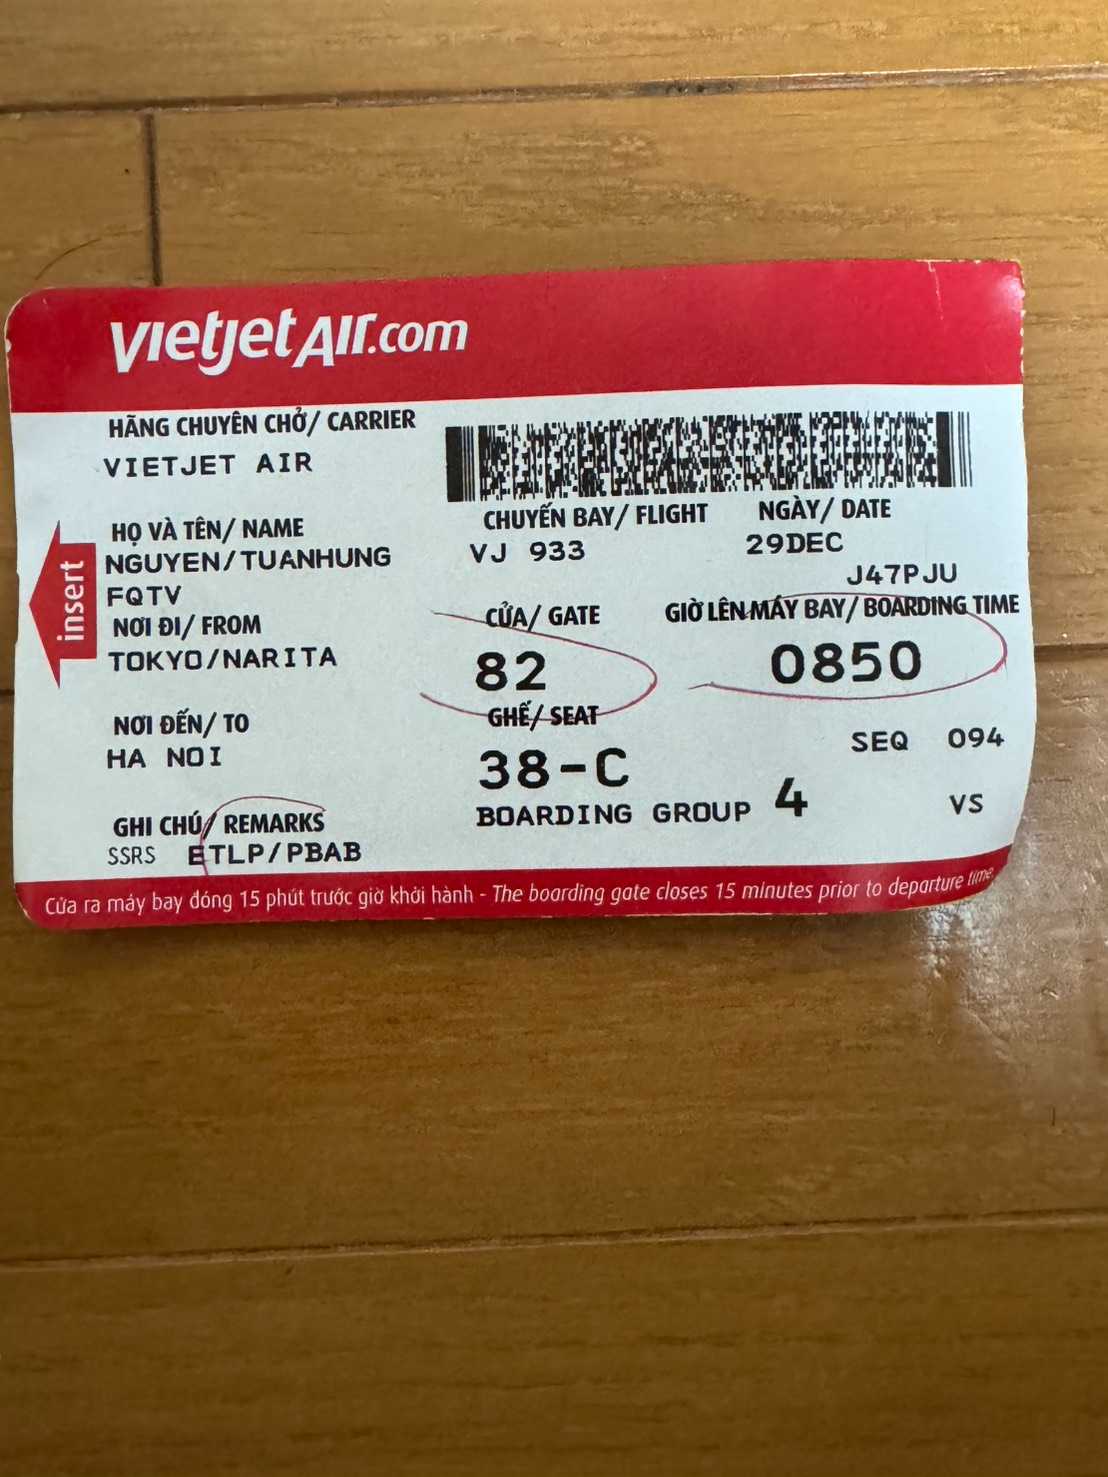 vietjetAir.com
HÃNG CHUYÊN CHỞ/ CARRIER
VIETJET AIR
HỌ VÀ TÊN/ NAME
NGUYEN/TUANHUNG
FQTV
CHUYẾN BAY/ FLIGHT
VJ 933
NGÀY/ DATE
29DEC
J47PJU
insert
NƠI ĐI/ FROM
TOKYO/NARITA
CỬA/ GATE
82
GIỜ LÊN MÁY BAY/ BOARDING TIME
0850
NƠI ĐẾN/ TO
HA NOI
GHẾ/ SEAT
38-C
SEQ 094
BOARDING GROUP 4
VS
GHI CHÚ/ REMARKS
SSRS ETLP/PBAB
Cửa ra máy bay đóng 15 phút trước giờ khởi hành - The boarding gate closes 15 minutes prior to departure time.